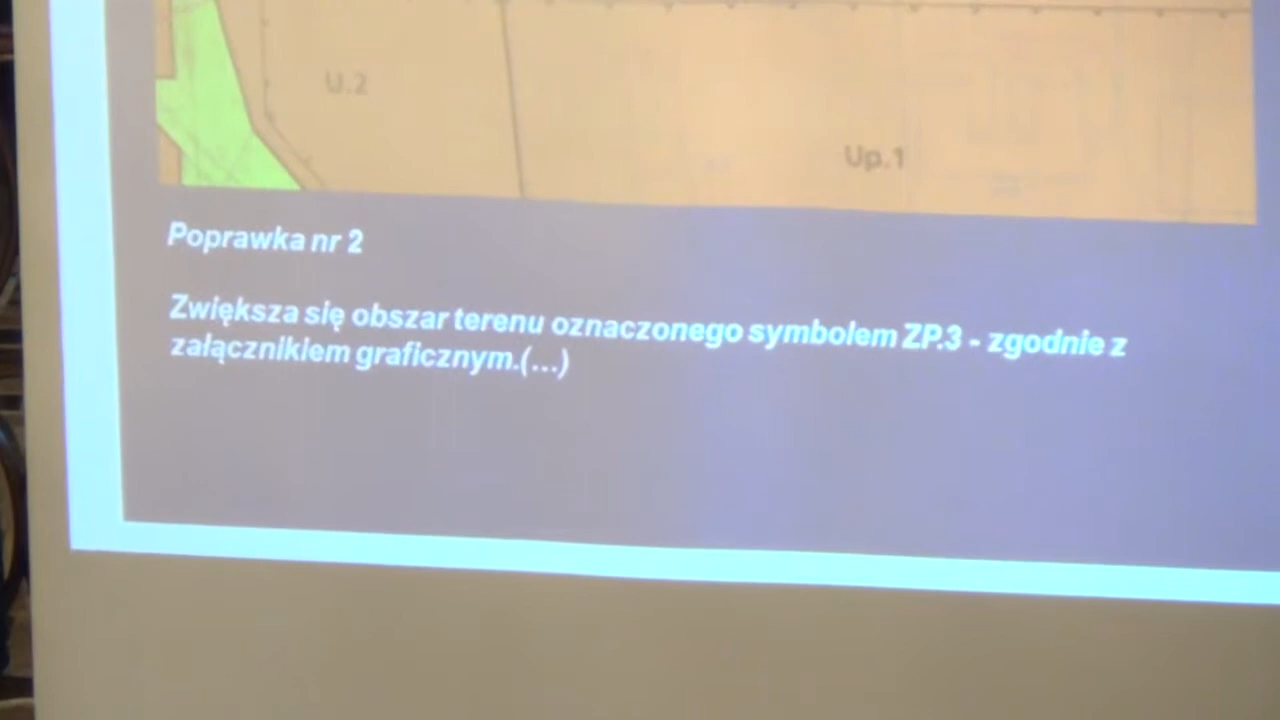 U.2
Up.1
Poprawka nr 2
Zwiększa się obszar terenu oznaczonego symbolem ZP.3 - zgodnie z
załącznikiem graficznym.(...)